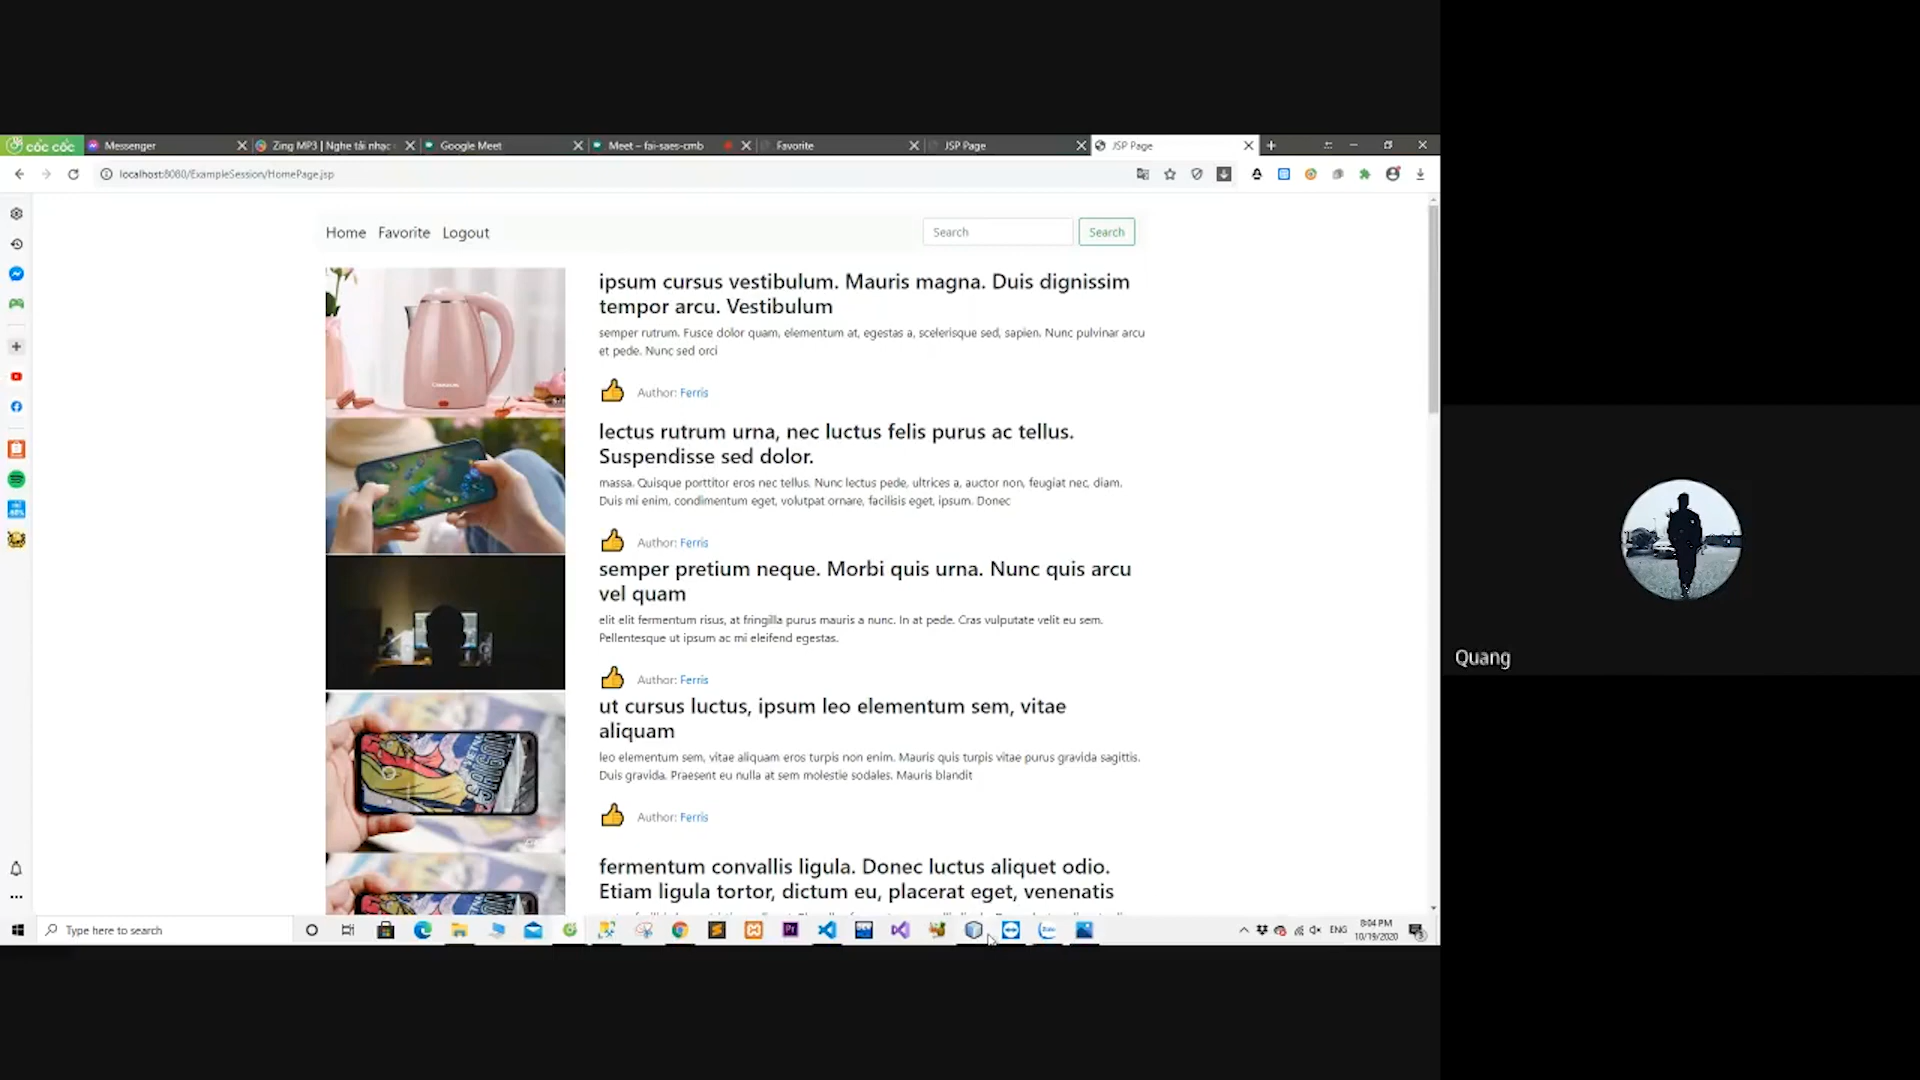 cốc cốc
Messenger
Zing MP3 | Nghe tải nhạc
Google Meet
Meet – fai-saes-cmb
Favorite
JSP Page
JSP Page
localhost:8080/ExampleSession/HomePage.jsp
Home Favorite Logout
Search
Search
ipsum cursus vestibulum. Mauris magna. Duis dignissim
tempor arcu. Vestibulum
semper rutrum. Fusce dolor quam, elementum at, egestas a, scelerisque sed, sapien. Nunc pulvinar arcu
et pede. Nunc sed orci
Author: Ferris
lectus rutrum urna, nec luctus felis purus ac tellus.
Suspendisse sed dolor.
massa. Quisque porttitor eros nec tellus. Nunc lectus pede, ultrices a, auctor non, feugiat nec, diam.
Duis mi enim, condimentum eget, volutpat ornare, facilisis eget, ipsum. Donec
Author: Ferris
semper pretium neque. Morbi quis urna. Nunc quis arcu
vel quam
elit elit fermentum risus, at fringilla purus mauris a nunc. In at pede. Cras vulputate velit eu sem.
Pellentesque ut ipsum ac mi eleifend egestas.
Author: Ferris
ut cursus luctus, ipsum leo elementum sem, vitae
aliquam
leo elementum sem, vitae aliquam eros turpis non enim. Mauris quis turpis vitae purus gravida sagittis.
Duis gravida. Praesent eu nulla at sem molestie sodales. Mauris blandit
Author: Ferris
fermentum convallis ligula. Donec luctus aliquet odio.
Etiam ligula tortor, dictum eu, placerat eget, venenatis
SAIGON
Type here to search
Pr
ENG
8:04 PM
10/19/2020
Quang